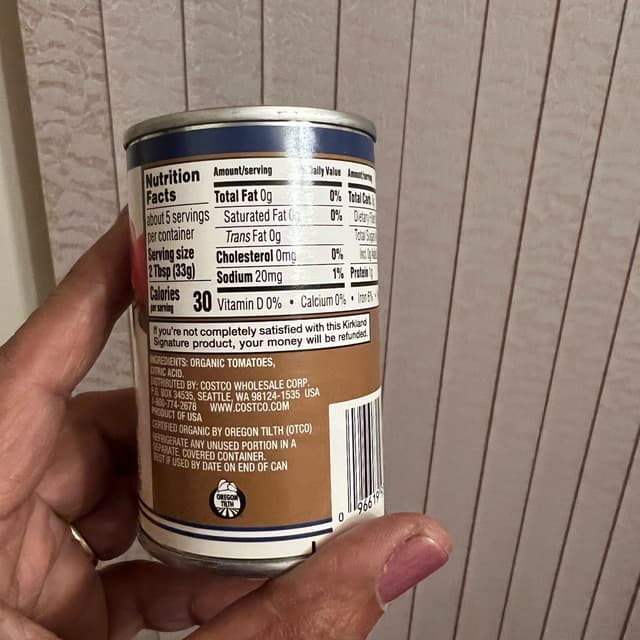 Nutrition Facts
about 5 servings
per container
Serving size
2 Tbsp (33g)
Calories 30
per serving
Amount/serving
Daily Value
Total Fat 0g 0%
Saturated Fat 0g 0%
Trans Fat 0g
Cholesterol 0mg 0%
Sodium 20mg 1%
Amount
Total
Dietary
Total
Protein
Vitamin D 0% • Calcium 0% • Iron
If you're not completely satisfied with this Kirkland
Signature product, your money will be refunded.
INGREDIENTS: ORGANIC TOMATOES,
CITRIC ACID.
DISTRIBUTED BY: COSTCO WHOLESALE CORP.
P.O. BOX 34535, SEATTLE, WA 98124-1535 USA
1-800-774-2678 WWW.COSTCO.COM
PRODUCT OF USA
CERTIFIED ORGANIC BY OREGON TILTH (OTCO)
REFRIGERATE ANY UNUSED PORTION IN A
SEPARATE, COVERED CONTAINER.
BEST IF USED BY DATE ON END OF CAN
OREGON
TILTH
0 96619